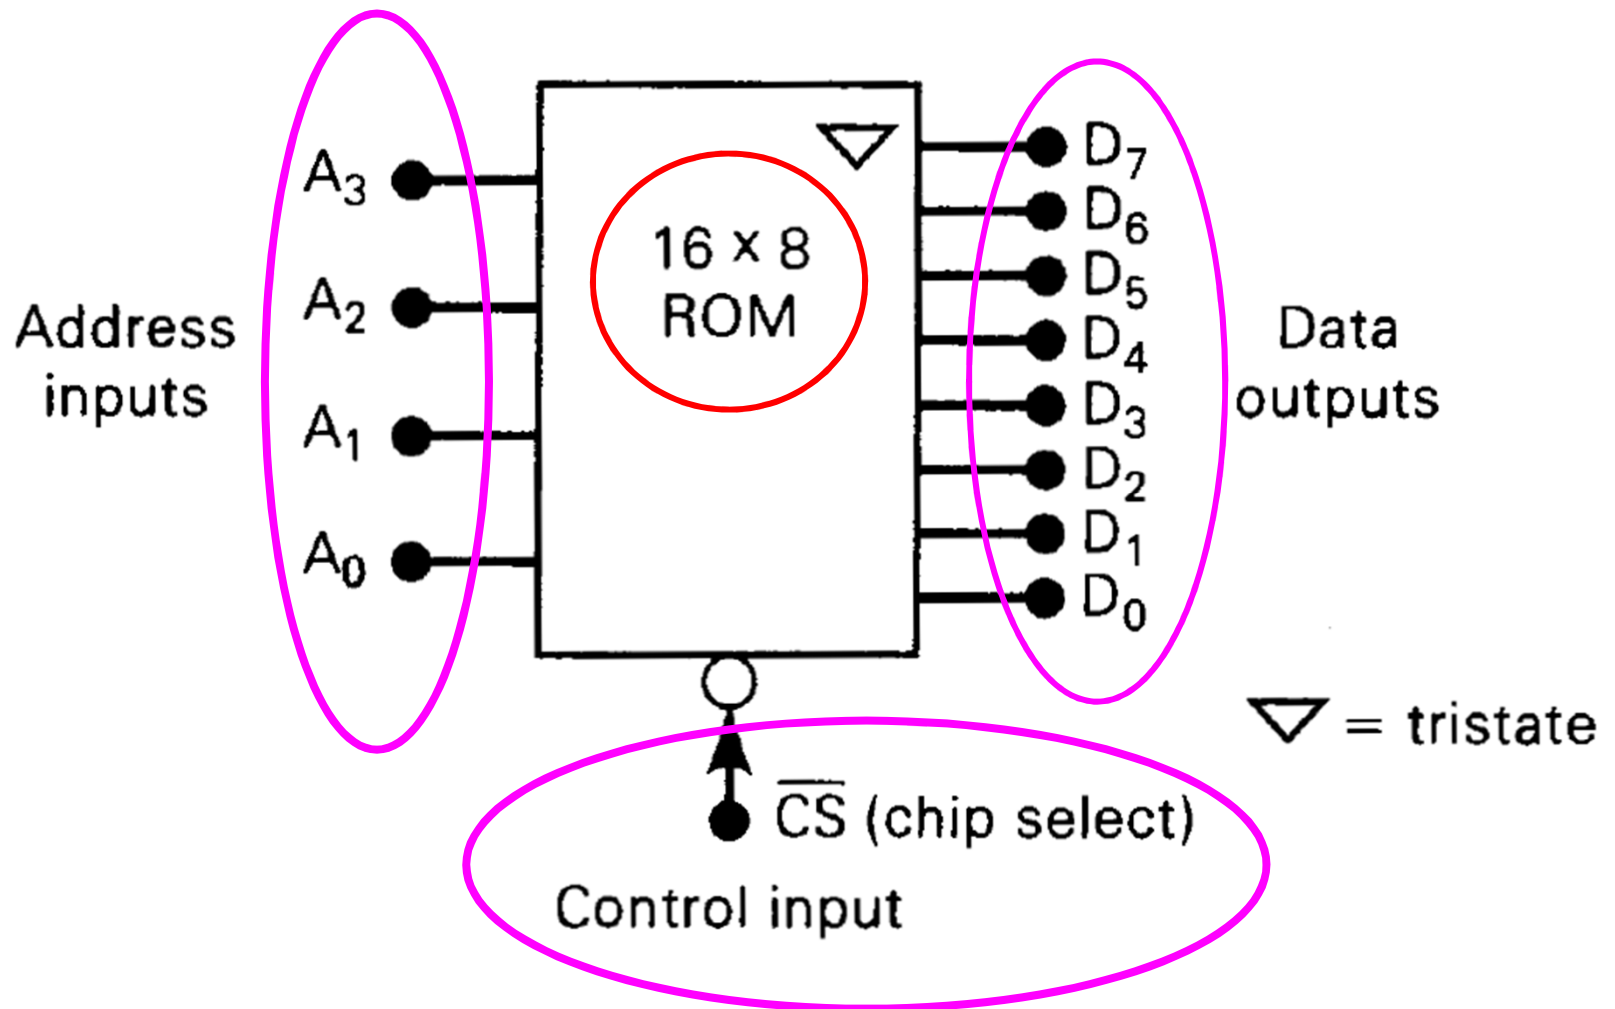 Address
inputs
A₃
A₂
A₁
A₀
16 × 8
ROM
D₇
D₆
D₅
D₄
D₃
D₂
D₁
D₀
Data
outputs
= tristate
C̅S̅ (chip select)
Control input